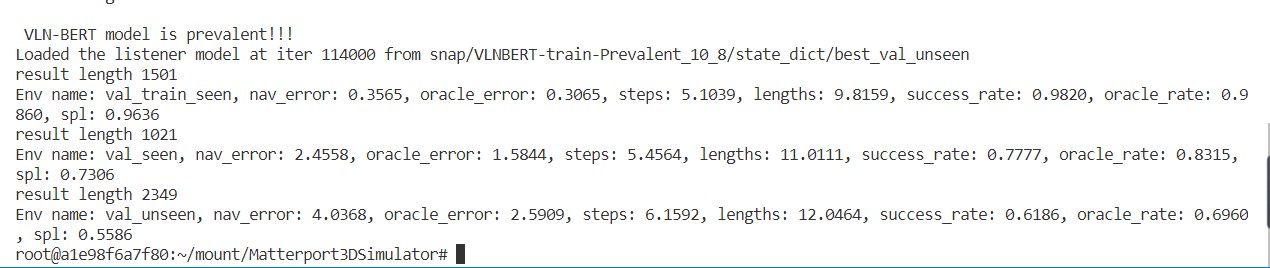 VLN-BERT model is prevalent!!!
Loaded the listener model at iter 114000 from snap/VLNBERT-train-Prevalent_10_8/state_dict/best_val_unseen
result length 1501
Env name: val_train_seen, nav_error: 0.3565, oracle_error: 0.3065, steps: 5.1039, lengths: 9.8159, success_rate: 0.9820, oracle_rate: 0.9
860, spl: 0.9636
result length 1021
Env name: val_seen, nav_error: 2.4558, oracle_error: 1.5844, steps: 5.4564, lengths: 11.0111, success_rate: 0.7777, oracle_rate: 0.8315,
spl: 0.7306
result length 2349
Env name: val_unseen, nav_error: 4.0368, oracle_error: 2.5909, steps: 6.1592, lengths: 12.0464, success_rate: 0.6186, oracle_rate: 0.6960
, spl: 0.5586
root@a1e98f6a7f80:~/mount/Matterport3DSimulator#